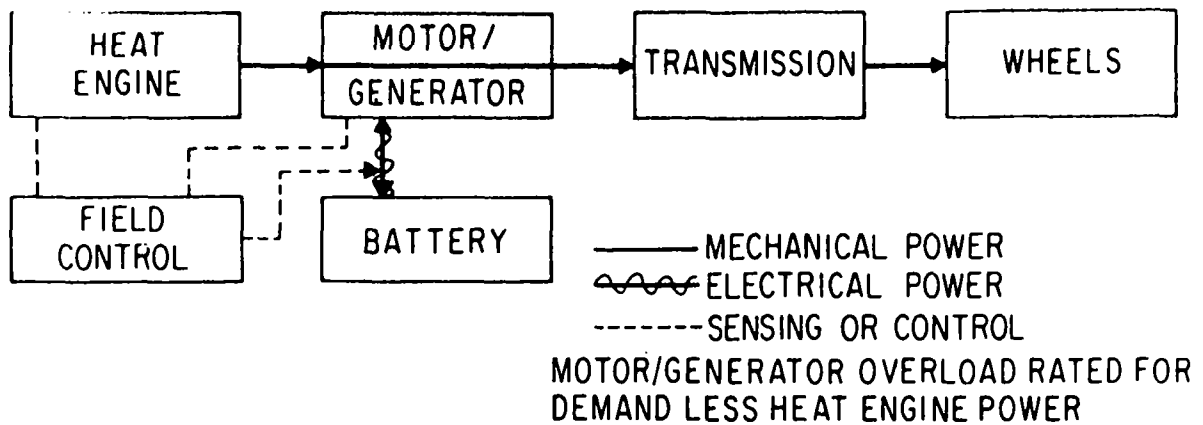 HEAT
ENGINE
MOTOR/
GENERATOR
TRANSMISSION
WHEELS
FIELD
CONTROL
BATTERY
MECHANICAL POWER
ELECTRICAL POWER
SENSING OR CONTROL
MOTOR/GENERATOR OVERLOAD RATED FOR
DEMAND LESS HEAT ENGINE POWER